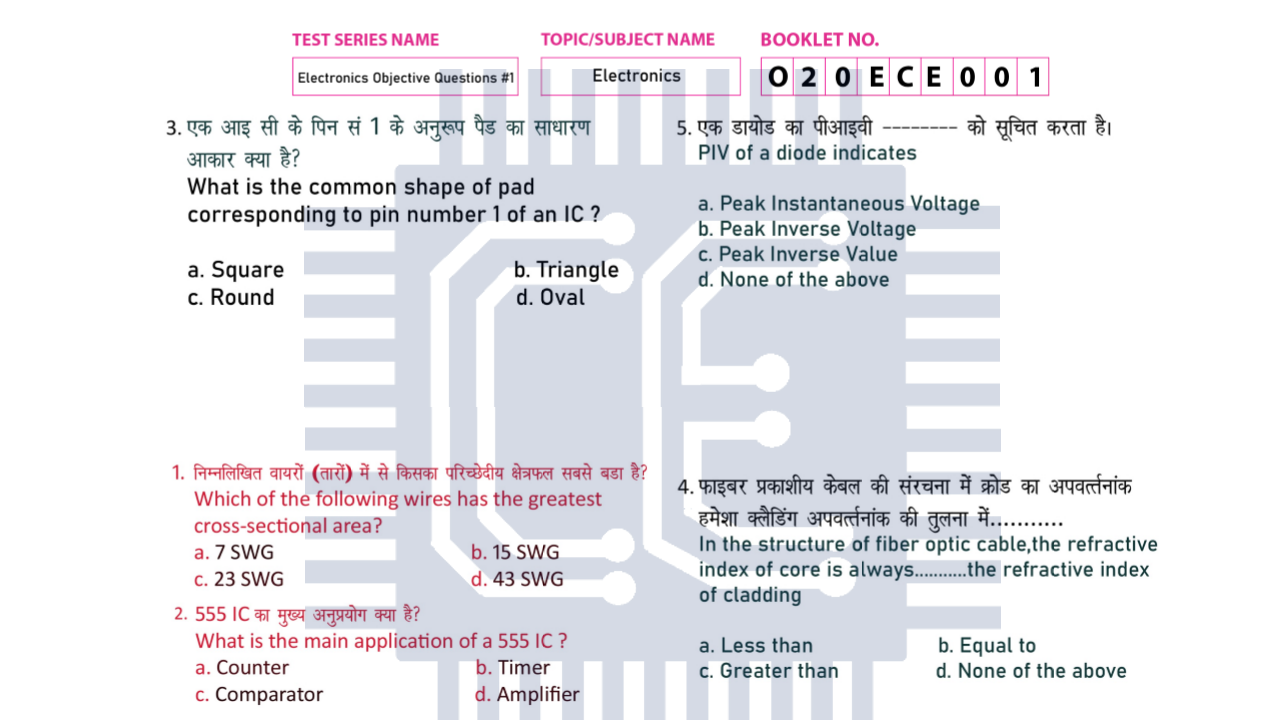 TEST SERIES NAME
TOPIC/SUBJECT NAME
BOOKLET NO.
Electronics Objective Questions #1
Electronics
O 2 0 E C E 0 0 1
3. एक आइ सी के पिन सं 1 के अनुरूप पैड का साधारण
आकार क्या है?
What is the common shape of pad
corresponding to pin number 1 of an IC ?
a. Square b. Triangle
c. Round d. Oval
1. निम्नलिखित वायरों (तारों) में से किसका परिच्छेदीय क्षेत्रफल सबसे बडा है?
Which of the following wires has the greatest
cross-sectional area?
a. 7 SWG b. 15 SWG
c. 23 SWG d. 43 SWG
2. 555 IC का मुख्य अनुप्रयोग क्या है?
What is the main application of a 555 IC ?
a. Counter b. Timer
c. Comparator d. Amplifier
5. एक डायोड का पीआइवी -------- को सूचित करता है।
PIV of a diode indicates
a. Peak Instantaneous Voltage
b. Peak Inverse Voltage
c. Peak Inverse Value
d. None of the above
4. फाइबर प्रकाशीय केबल की संरचना में क्रोड का अपवर्त्तनांक
हमेशा क्लैडिंग अपवर्त्तनांक की तुलना में...........
In the structure of fiber optic cable,the refractive
index of core is always...........the refractive index
of cladding
a. Less than b. Equal to
c. Greater than d. None of the above